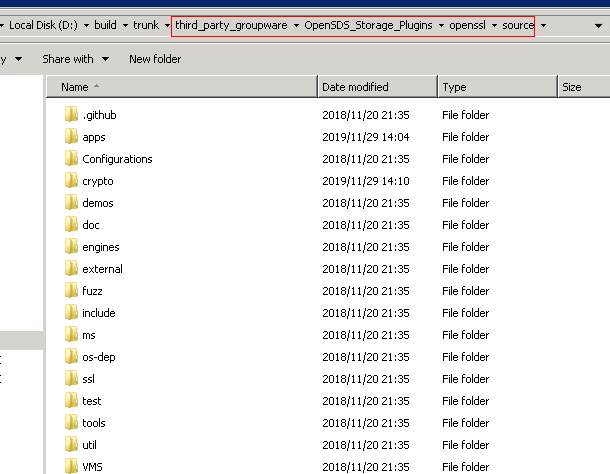 Local Disk (D:) build trunk third_party_groupware OpenSDS_Storage_Plugins openssl source
y Share with New folder
Name Date modified Type Size
.github 2018/11/20 21:35 File folder
apps 2019/11/29 14:04 File folder
Configurations 2018/11/20 21:35 File folder
crypto 2019/11/29 14:10 File folder
demos 2018/11/20 21:35 File folder
doc 2018/11/20 21:35 File folder
engines 2018/11/20 21:35 File folder
external 2018/11/20 21:35 File folder
fuzz 2018/11/20 21:35 File folder
include 2018/11/20 21:35 File folder
ms 2018/11/20 21:35 File folder
os-dep 2018/11/20 21:35 File folder
ssl 2018/11/20 21:35 File folder
test 2018/11/20 21:35 File folder
tools 2018/11/20 21:35 File folder
util 2018/11/20 21:35 File folder
VMS 2018/11/20 21:35 File folder